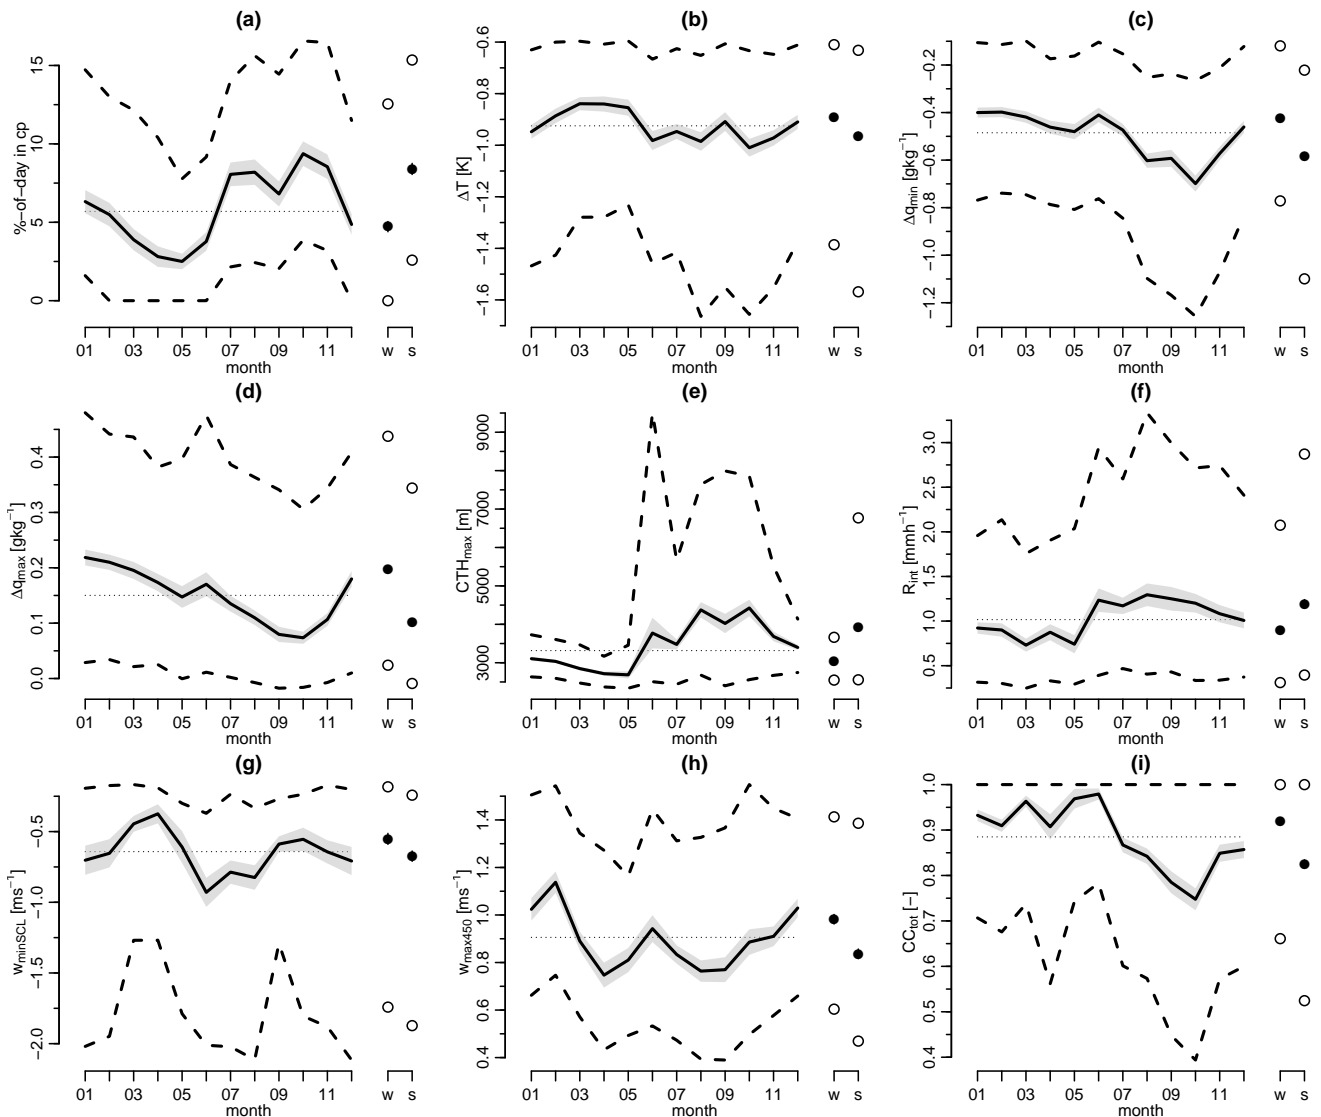 (a)
%−of−day in cp
15
10
5
0
01 03 05 07 09 11 w s
month
(b)
ΔT [K]
−0.6
−0.8
−1.0
−1.2
−1.4
−1.6
01 03 05 07 09 11 w s
month
(c)
Δqmin [gkg−1]
−0.2
−0.4
−0.6
−0.8
−1.0
−1.2
01 03 05 07 09 11 w s
month
(d)
Δqmax [gkg−1]
0.4
0.3
0.2
0.1
0.0
01 03 05 07 09 11 w s
month
(e)
CTHmax [m]
9000
7000
5000
3000
01 03 05 07 09 11 w s
month
(f)
Rint [mmh−1]
3.0
2.5
2.0
1.5
1.0
0.5
01 03 05 07 09 11 w s
month
(g)
wminSCL [ms−1]
−0.5
−1.0
−1.5
−2.0
01 03 05 07 09 11 w s
month
(h)
wmax450 [ms−1]
1.4
1.2
1.0
0.8
0.6
0.4
01 03 05 07 09 11 w s
month
(i)
CCtot [−]
1.0
0.9
0.8
0.7
0.6
0.5
0.4
01 03 05 07 09 11 w s
month